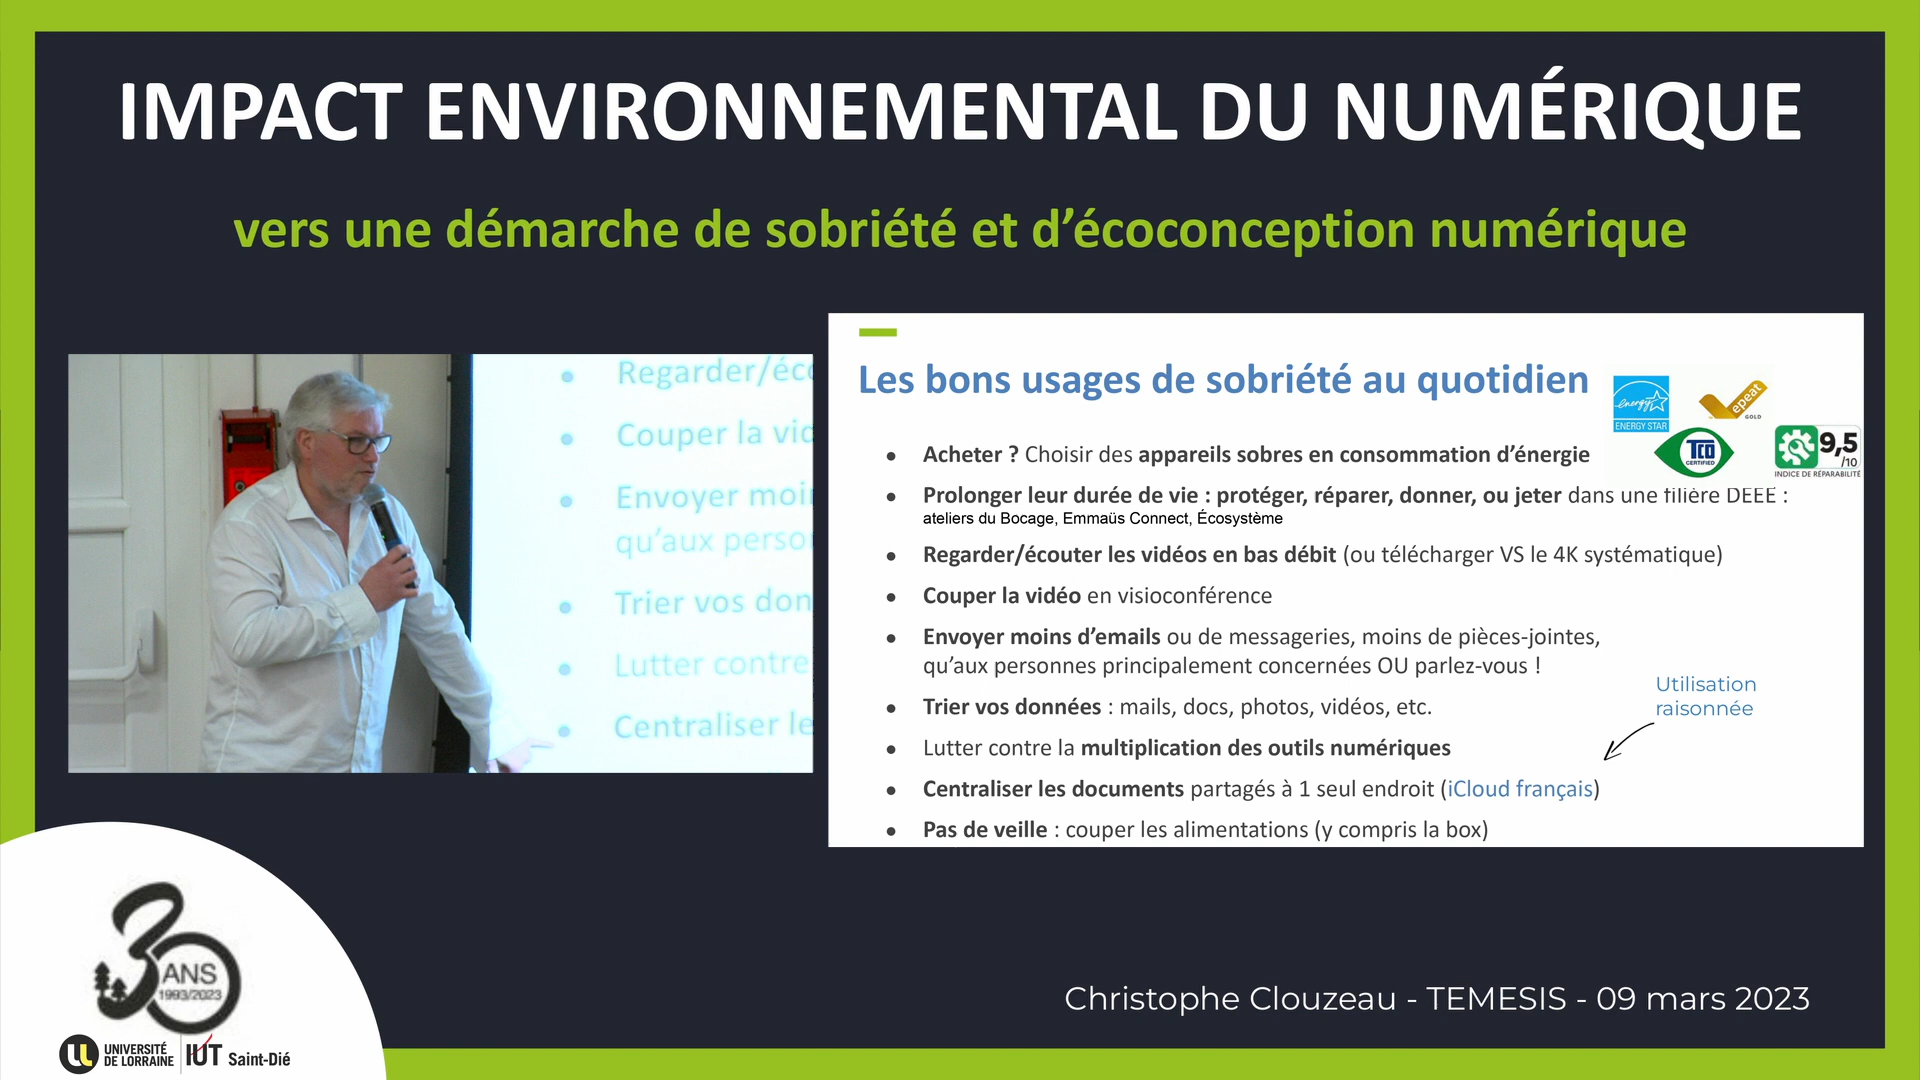 IMPACT ENVIRONNEMENTAL DU NUMÉRIQUE
vers une démarche de sobriété et d’écoconception numérique
Regarder/éco
Couper la vid
Envoyer moin
qu’aux person
Trier vos don
Lutter contre
Centraliser le
Les bons usages de sobriété au quotidien
energy
ENERGY STAR
epeat
GOLD
TCO
CERTIFIED
9,5
/10
INDICE DE RÉPARABILITÉ
● Acheter ? Choisir des appareils sobres en consommation d’énergie
● Prolonger leur durée de vie : protéger, réparer, donner, ou jeter dans une filière DEEE :
ateliers du Bocage, Emmaüs Connect, Écosystème
● Regarder/écouter les vidéos en bas débit (ou télécharger VS le 4K systématique)
● Couper la vidéo en visioconférence
● Envoyer moins d’emails ou de messageries, moins de pièces-jointes,
qu’aux personnes principalement concernées OU parlez-vous !
● Trier vos données : mails, docs, photos, vidéos, etc.
● Lutter contre la multiplication des outils numériques
Utilisation
raisonnée
● Centraliser les documents partagés à 1 seul endroit (iCloud français)
● Pas de veille : couper les alimentations (y compris la box)
30
ANS
1993/2023
UNIVERSITÉ
DE LORRAINE
IUT Saint-Dié
Christophe Clouzeau - TEMESIS - 09 mars 2023